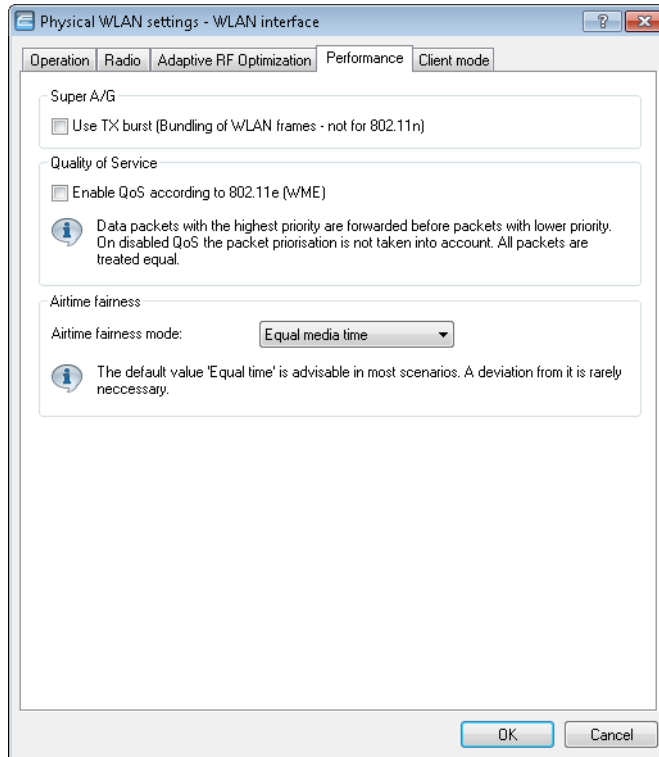 Physical WLAN settings - WLAN interface
Operation Radio Adaptive RF Optimization Performance Client mode
Super A/G
Use TX burst (Bundling of WLAN frames - not for 802.11n)
Quality of Service
Enable QoS according to 802.11e (WME)
Data packets with the highest priority are forwarded before packets with lower priority.
On disabled QoS the packet priorisation is not taken into account. All packets are
treated equal.
Airtime fairness
Airtime fairness mode: Equal media time
The default value 'Equal time' is advisable in most scenarios. A deviation from it is rarely
neccessary.
OK Cancel